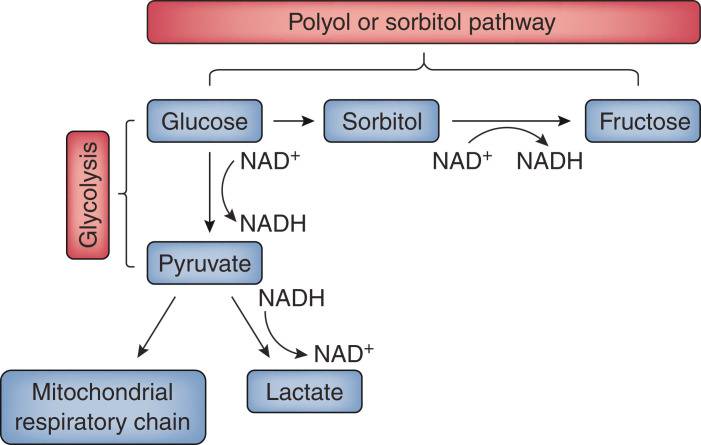 Polyol or sorbitol pathway
Glucose
Sorbitol
Fructose
NAD⁺
NADH
Glycolysis
NAD⁺
NADH
Pyruvate
NADH
NAD⁺
Mitochondrial
respiratory chain
Lactate